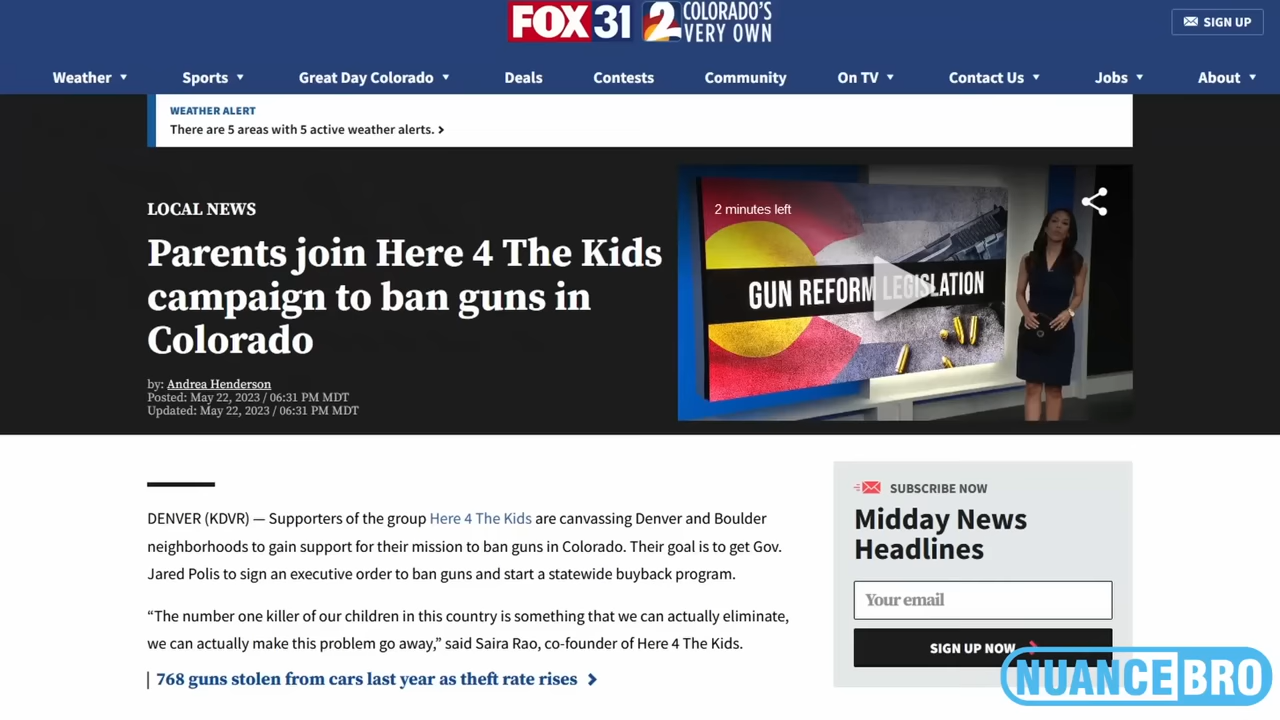 FOX 31 2 COLORADO'S
VERY OWN
SIGN UP
Weather Sports Great Day Colorado Deals Contests Community On TV Contact Us Jobs About
WEATHER ALERT
There are 5 areas with 5 active weather alerts.
LOCAL NEWS
Parents join Here 4 The Kids
campaign to ban guns in
Colorado
by: Andrea Henderson
Posted: May 22, 2023 / 06:31 PM MDT
Updated: May 22, 2023 / 06:31 PM MDT
2 minutes left
GUN REFORM LEGISLATION
DENVER (KDVR) — Supporters of the group Here 4 The Kids are canvassing Denver and Boulder
neighborhoods to gain support for their mission to ban guns in Colorado. Their goal is to get Gov.
Jared Polis to sign an executive order to ban guns and start a statewide buyback program.
“The number one killer of our children in this country is something that we can actually eliminate,
we can actually make this problem go away,” said Saira Rao, co-founder of Here 4 The Kids.
768 guns stolen from cars last year as theft rate rises
SUBSCRIBE NOW
Midday News
Headlines
Your email
SIGN UP NOW
NUANCE BRO